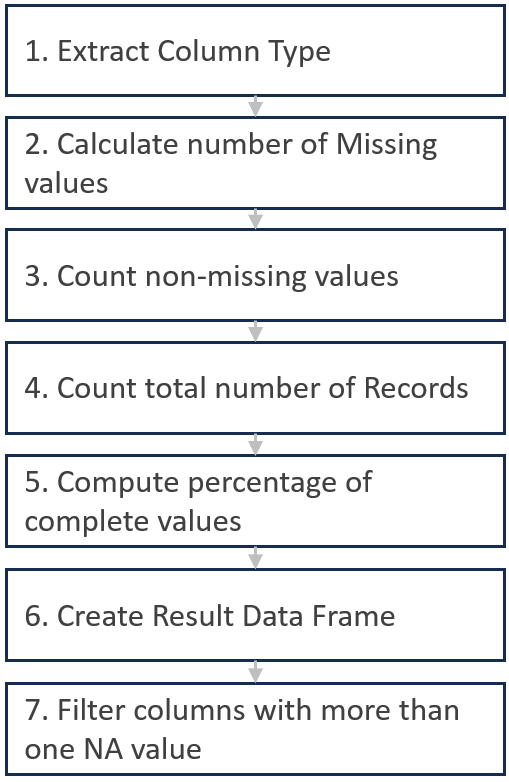 1. Extract Column Type
2. Calculate number of Missing
values
3. Count non-missing values
4. Count total number of Records
5. Compute percentage of
complete values
6. Create Result Data Frame
7. Filter columns with more than
one NA value